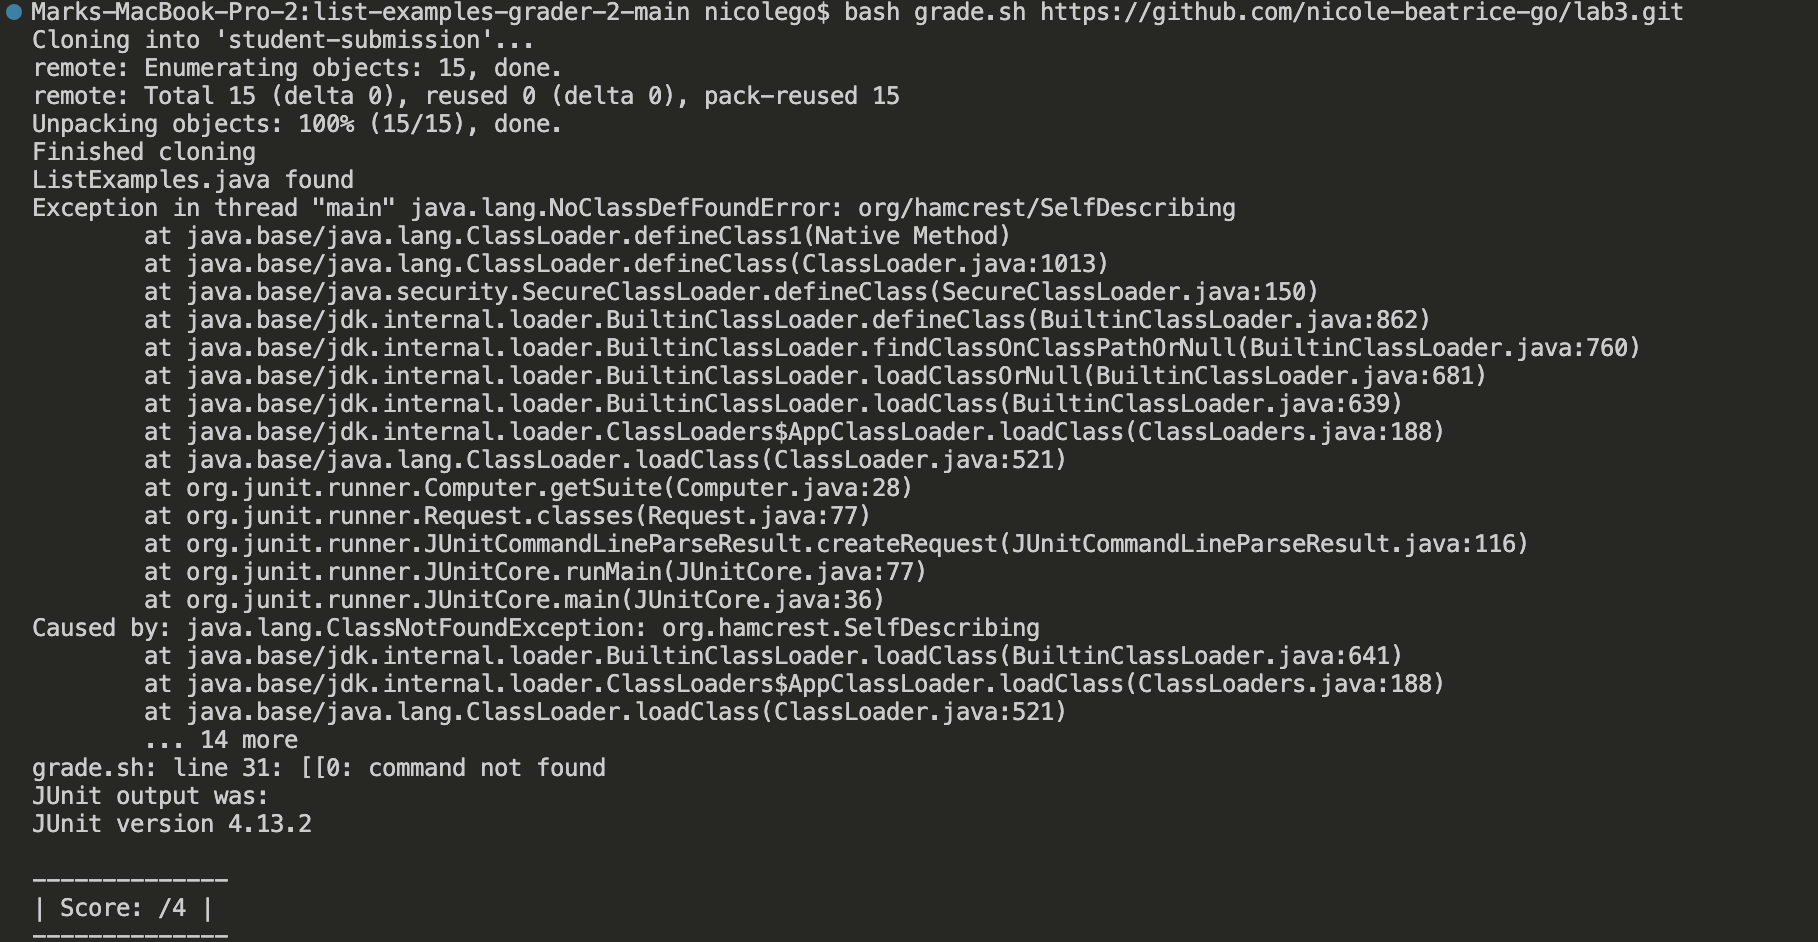 Marks-MacBook-Pro-2:list-examples-grader-2-main nicolego$ bash grade.sh https://github.com/nicole-beatrice-go/lab3.git
Cloning into 'student-submission'...
remote: Enumerating objects: 15, done.
remote: Total 15 (delta 0), reused 0 (delta 0), pack-reused 15
Unpacking objects: 100% (15/15), done.
Finished cloning
ListExamples.java found
Exception in thread "main" java.lang.NoClassDefFoundError: org/hamcrest/SelfDescribing
        at java.base/java.lang.ClassLoader.defineClass1(Native Method)
        at java.base/java.lang.ClassLoader.defineClass(ClassLoader.java:1013)
        at java.base/java.security.SecureClassLoader.defineClass(SecureClassLoader.java:150)
        at java.base/jdk.internal.loader.BuiltinClassLoader.defineClass(BuiltinClassLoader.java:862)
        at java.base/jdk.internal.loader.BuiltinClassLoader.findClassOnClassPathOrNull(BuiltinClassLoader.java:760)
        at java.base/jdk.internal.loader.BuiltinClassLoader.loadClassOrNull(BuiltinClassLoader.java:681)
        at java.base/jdk.internal.loader.BuiltinClassLoader.loadClass(BuiltinClassLoader.java:639)
        at java.base/jdk.internal.loader.ClassLoaders$AppClassLoader.loadClass(ClassLoaders.java:188)
        at java.base/java.lang.ClassLoader.loadClass(ClassLoader.java:521)
        at org.junit.runner.Computer.getSuite(Computer.java:28)
        at org.junit.runner.Request.classes(Request.java:77)
        at org.junit.runner.JUnitCommandLineParseResult.createRequest(JUnitCommandLineParseResult.java:116)
        at org.junit.runner.JUnitCore.runMain(JUnitCore.java:77)
        at org.junit.runner.JUnitCore.main(JUnitCore.java:36)
Caused by: java.lang.ClassNotFoundException: org.hamcrest.SelfDescribing
        at java.base/jdk.internal.loader.BuiltinClassLoader.loadClass(BuiltinClassLoader.java:641)
        at java.base/jdk.internal.loader.ClassLoaders$AppClassLoader.loadClass(ClassLoaders.java:188)
        at java.base/java.lang.ClassLoader.loadClass(ClassLoader.java:521)
        ... 14 more
grade.sh: line 31: [[0: command not found
JUnit output was:
JUnit version 4.13.2

--------------
| Score: /4 |
--------------